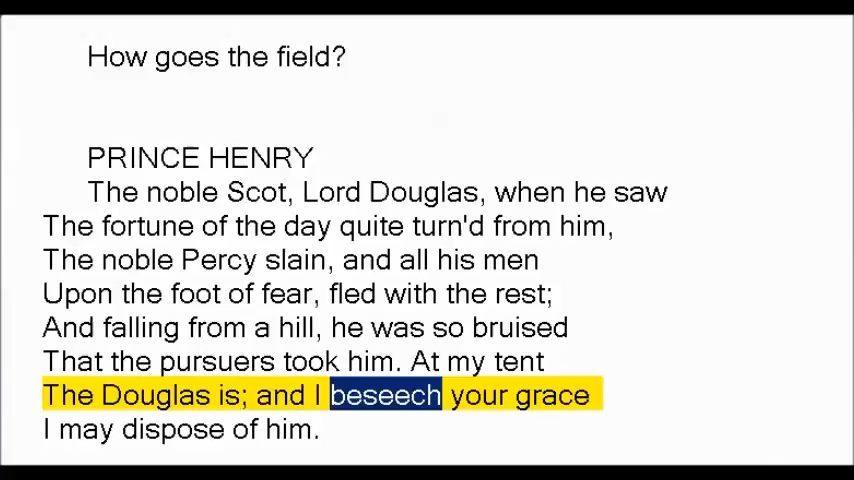 How goes the field?
PRINCE HENRY
The noble Scot, Lord Douglas, when he saw
The fortune of the day quite turn'd from him,
The noble Percy slain, and all his men
Upon the foot of fear, fled with the rest;
And falling from a hill, he was so bruised
That the pursuers took him. At my tent
The Douglas is; and I beseech your grace
I may dispose of him.